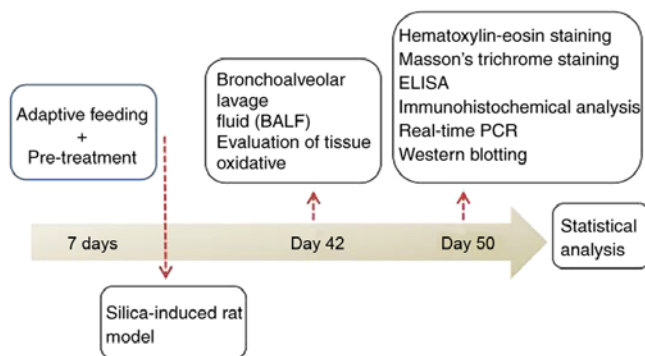 Adaptive feeding
+
Pre-treatment
Bronchoalveolar
lavage
fluid (BALF)
Evaluation of tissue
oxidative
Hematoxylin-eosin staining
Masson's trichrome staining
ELISA
Immunohistochemical analysis
Real-time PCR
Western blotting
7 days
Day 42
Day 50
Statistical
analysis
Silica-induced rat
model